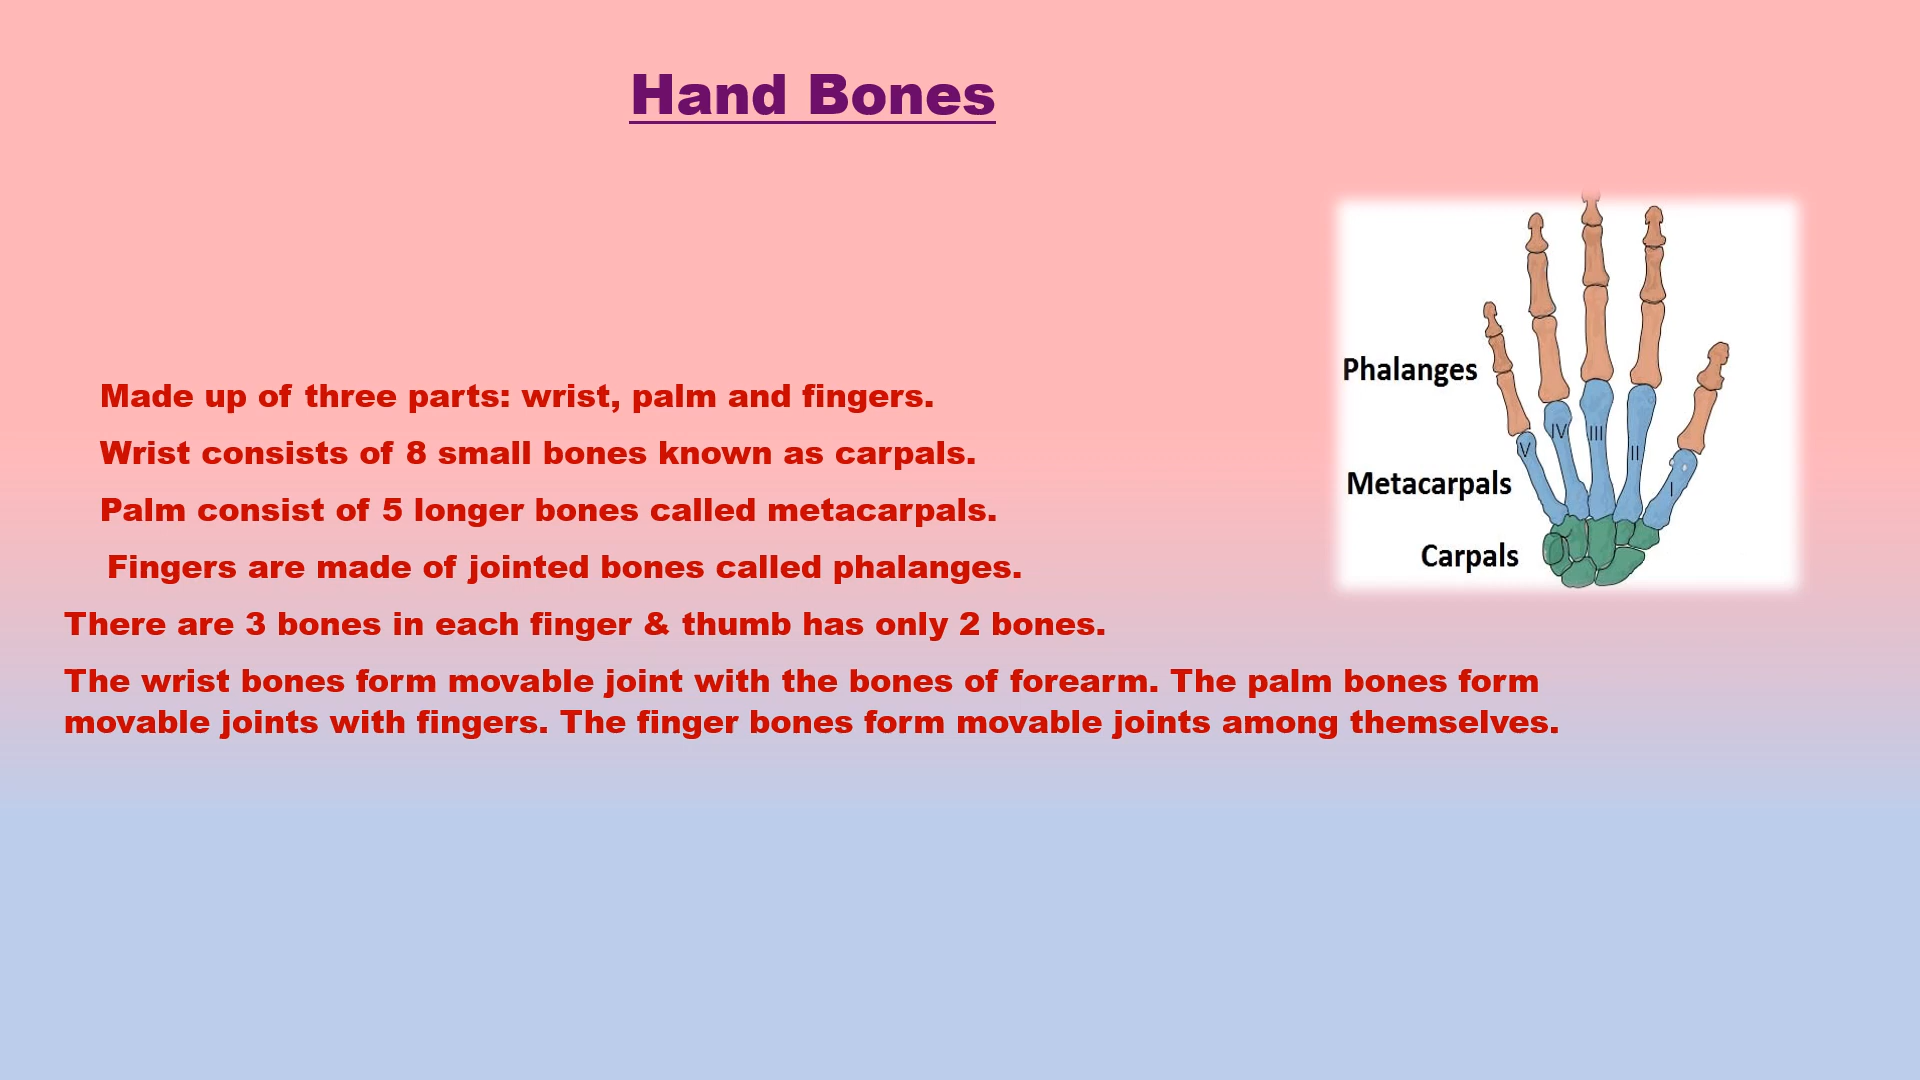 Hand Bones
Made up of three parts: wrist, palm and fingers.
Wrist consists of 8 small bones known as carpals.
Palm consist of 5 longer bones called metacarpals.
Fingers are made of jointed bones called phalanges.
There are 3 bones in each finger & thumb has only 2 bones.
The wrist bones form movable joint with the bones of forearm. The palm bones form
movable joints with fingers. The finger bones form movable joints among themselves.
Phalanges
Metacarpals
Carpals
V
IV
III
II
I